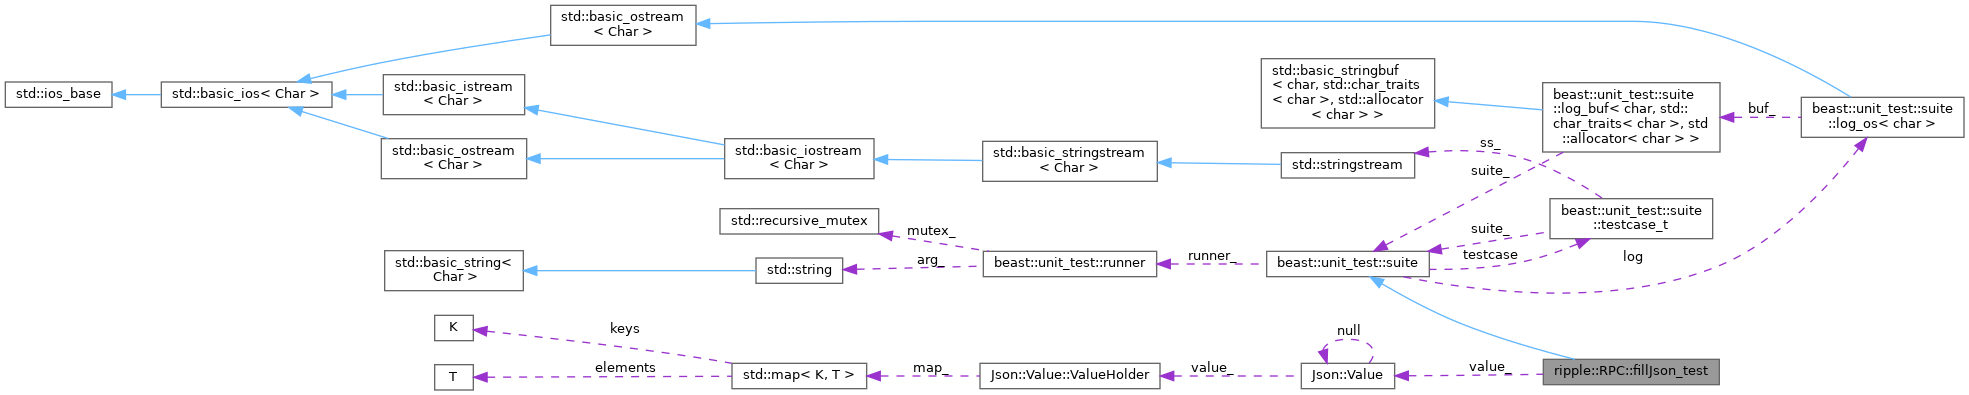 std::basic_ostream
< Char >
std::ios_base
std::basic_ios< Char >
std::basic_istream
< Char >
std::basic_ostream
< Char >
std::basic_iostream
< Char >
std::basic_stringstream
< Char >
std::stringstream
std::basic_stringbuf
< char, std::char_traits
< char >, std::allocator
< char > >
beast::unit_test::suite
::log_buf< char, std::
char_traits< char >, std
::allocator< char > >
buf_
beast::unit_test::suite
::log_os< char >
ss_
suite_
beast::unit_test::suite
::testcase_t
suite_
testcase
log
std::recursive_mutex
mutex_
std::basic_string<
Char >
std::string
arg_
beast::unit_test::runner
runner_
beast::unit_test::suite
K
keys
T
elements
std::map< K, T >
map_
Json::Value::ValueHolder
value_
null
Json::Value
value_
ripple::RPC::fillJson_test